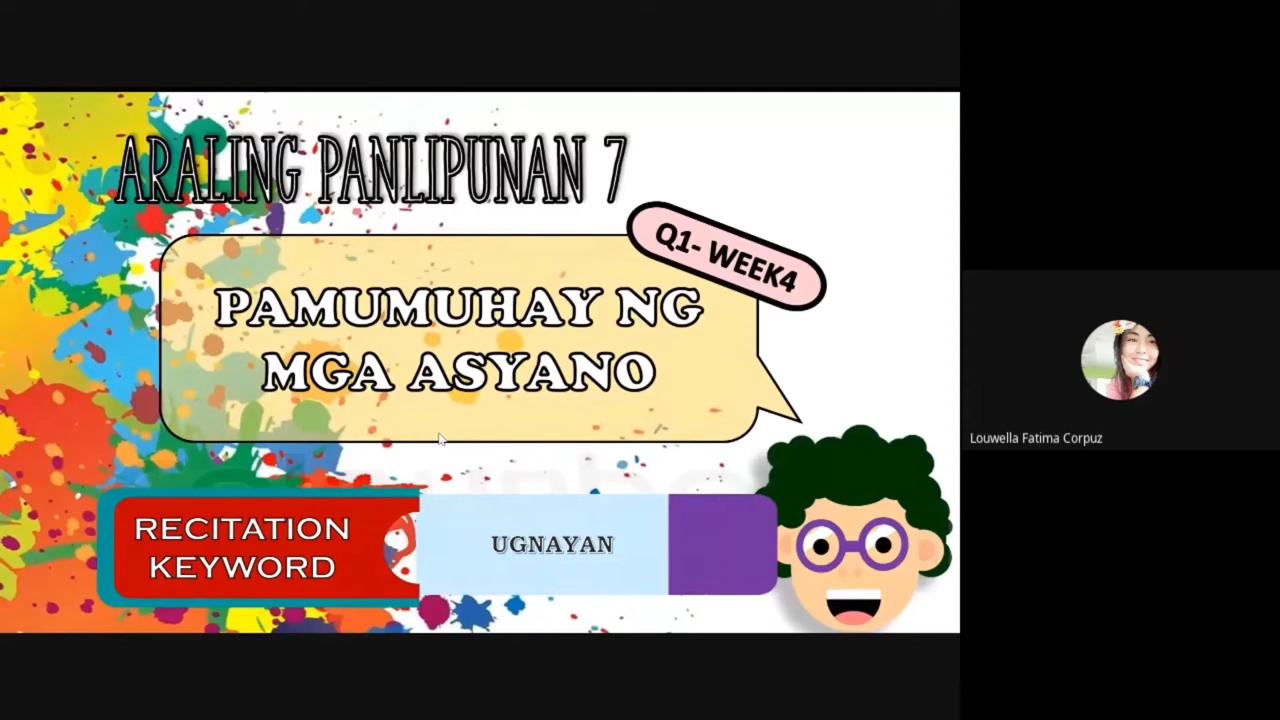 ARALING PANLIPUNAN 7
Q1- WEEK4
PAMUMUHAY NG
MGA ASYANO
RECITATION
KEYWORD
UGNAYAN
Louwella Fatima Corpuz